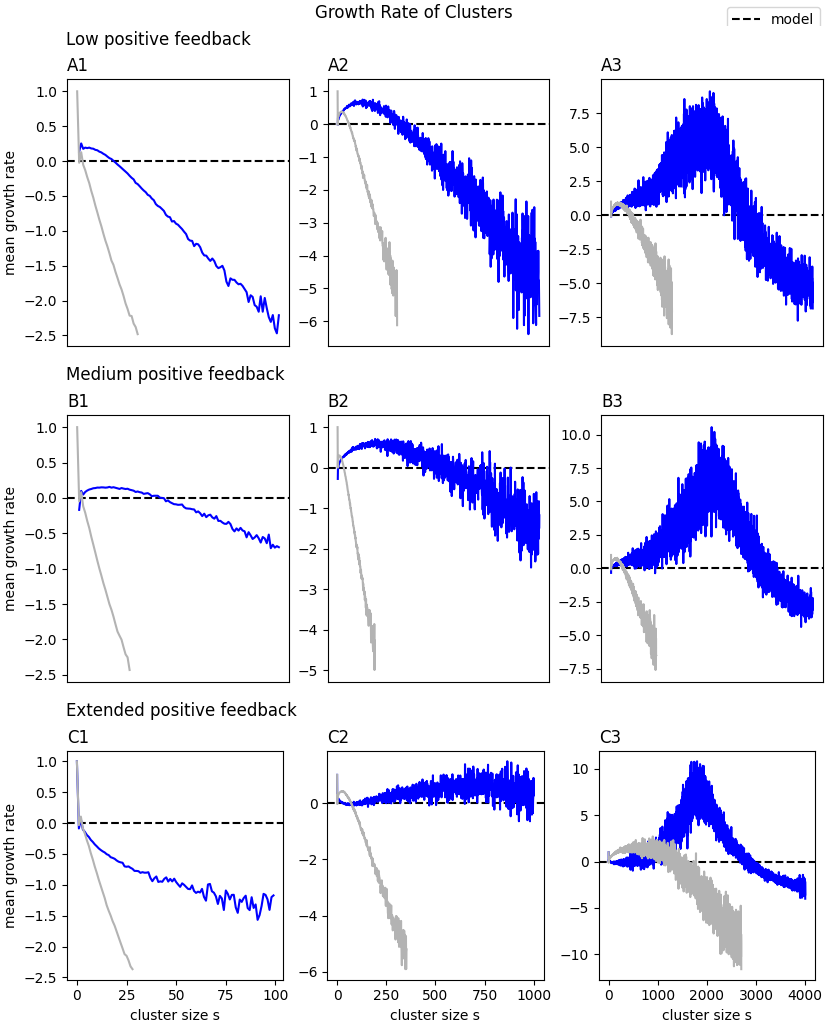 Growth Rate of Clusters
model
Low positive feedback
A1
A2
A3
1.0
0.5
0.0
−0.5
−1.0
−1.5
−2.0
−2.5
mean growth rate
1
0
−1
−2
−3
−4
−5
−6
7.5
5.0
2.5
0.0
−2.5
−5.0
−7.5
Medium positive feedback
B1
B2
B3
1.0
0.5
0.0
−0.5
−1.0
−1.5
−2.0
−2.5
mean growth rate
1
0
−1
−2
−3
−4
−5
10.0
7.5
5.0
2.5
0.0
−2.5
−5.0
−7.5
Extended positive feedback
C1
C2
C3
1.0
0.5
0.0
−0.5
−1.0
−1.5
−2.0
−2.5
mean growth rate
0
−2
−4
−6
10
5
0
−5
−10
0 25 50 75 100
0 250 500 750 1000
0 1000 2000 3000 4000
cluster size s
cluster size s
cluster size s